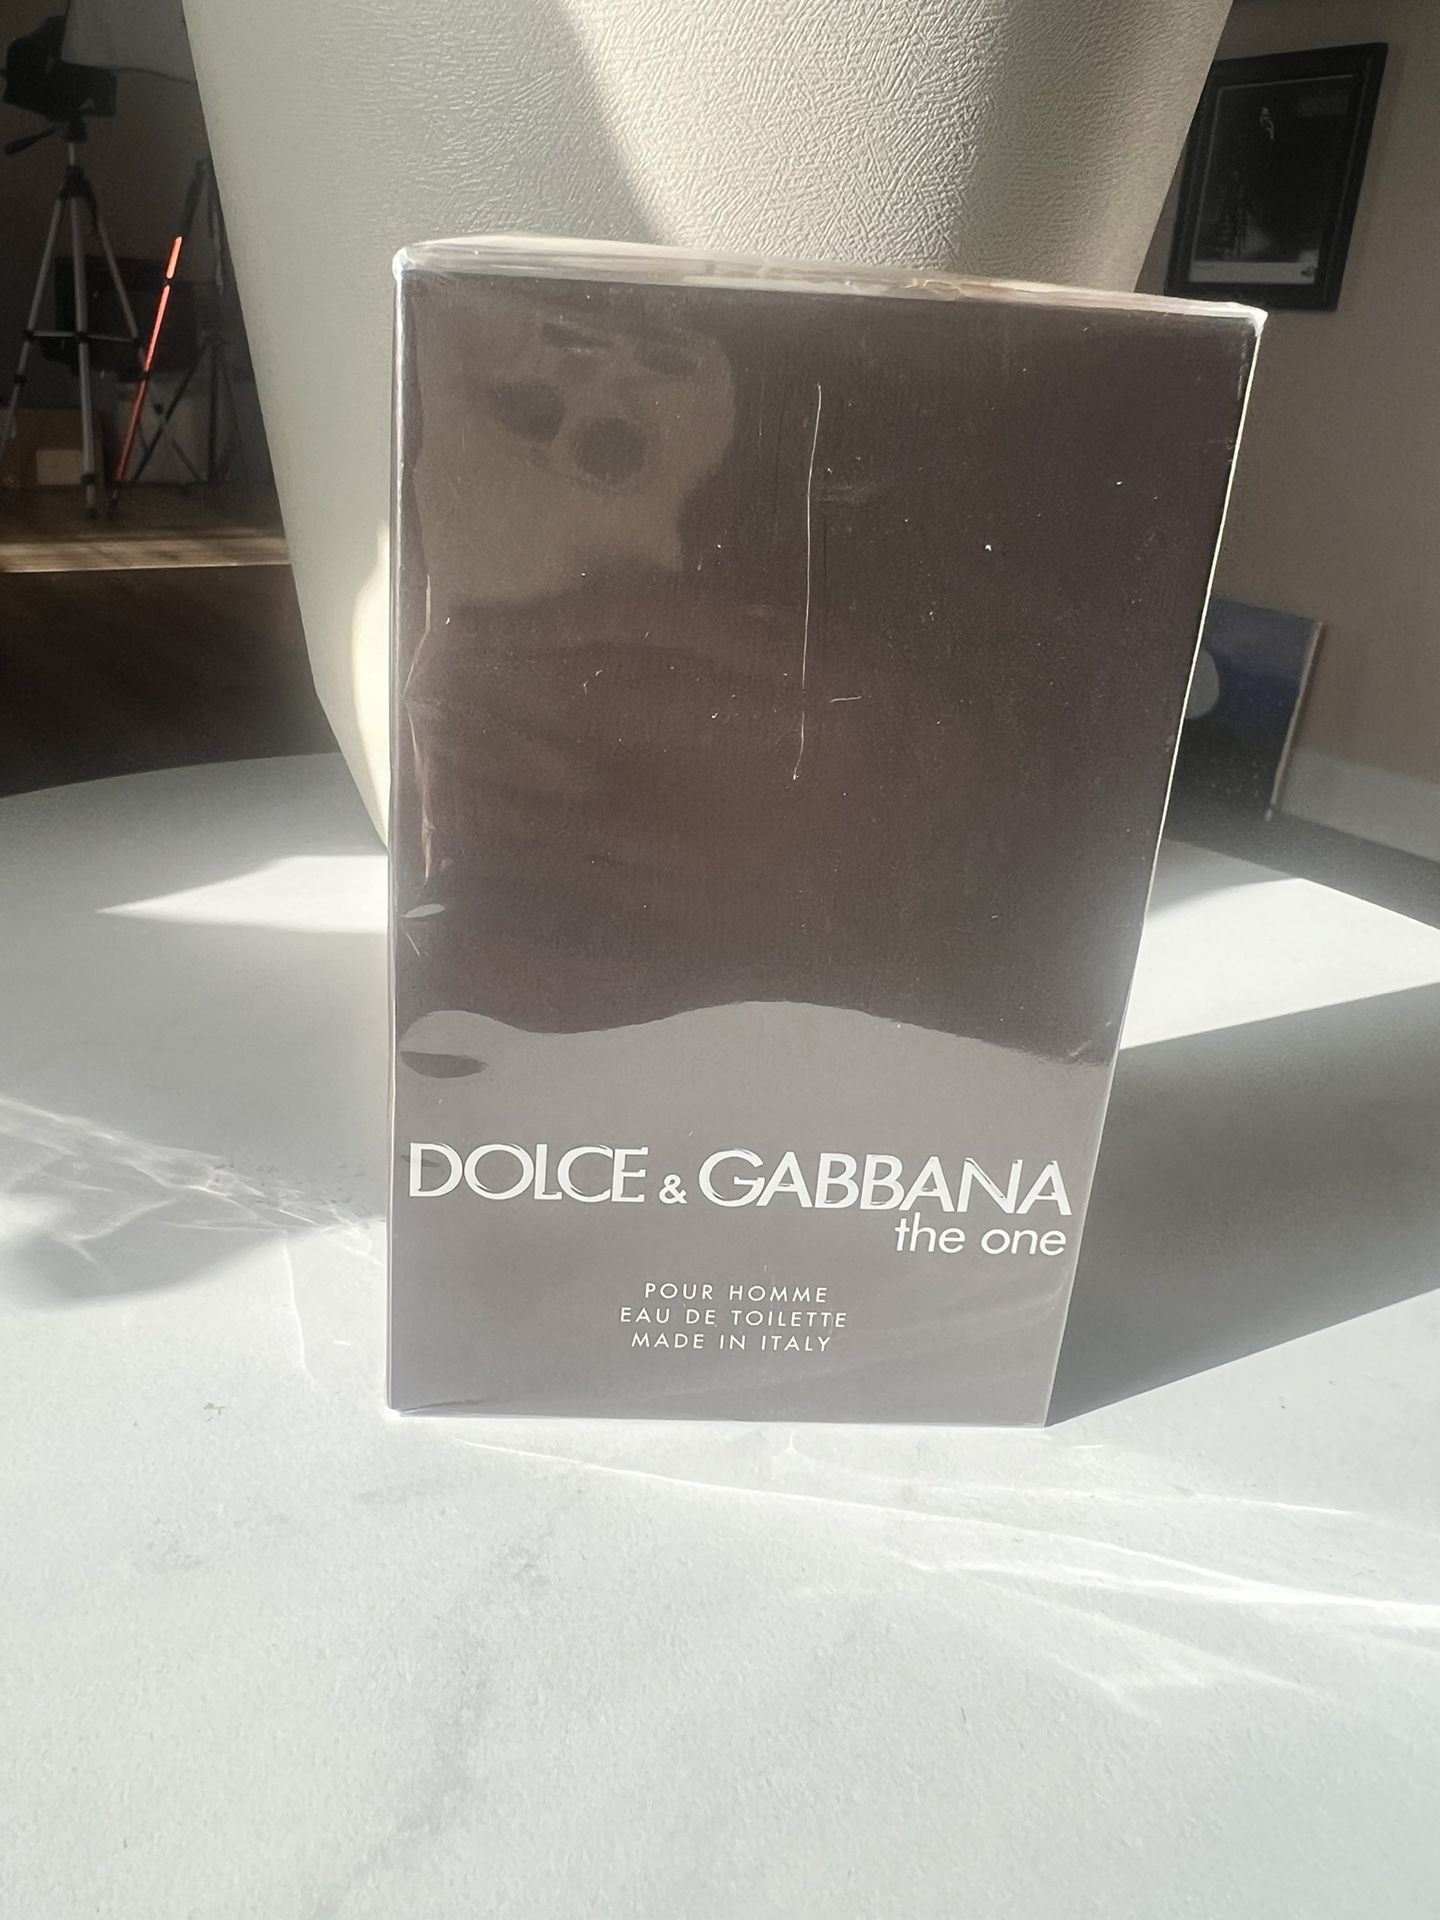 DOLCE & GABBANA
the one
POUR HOMME
EAU DE TOILETTE
MADE IN ITALY